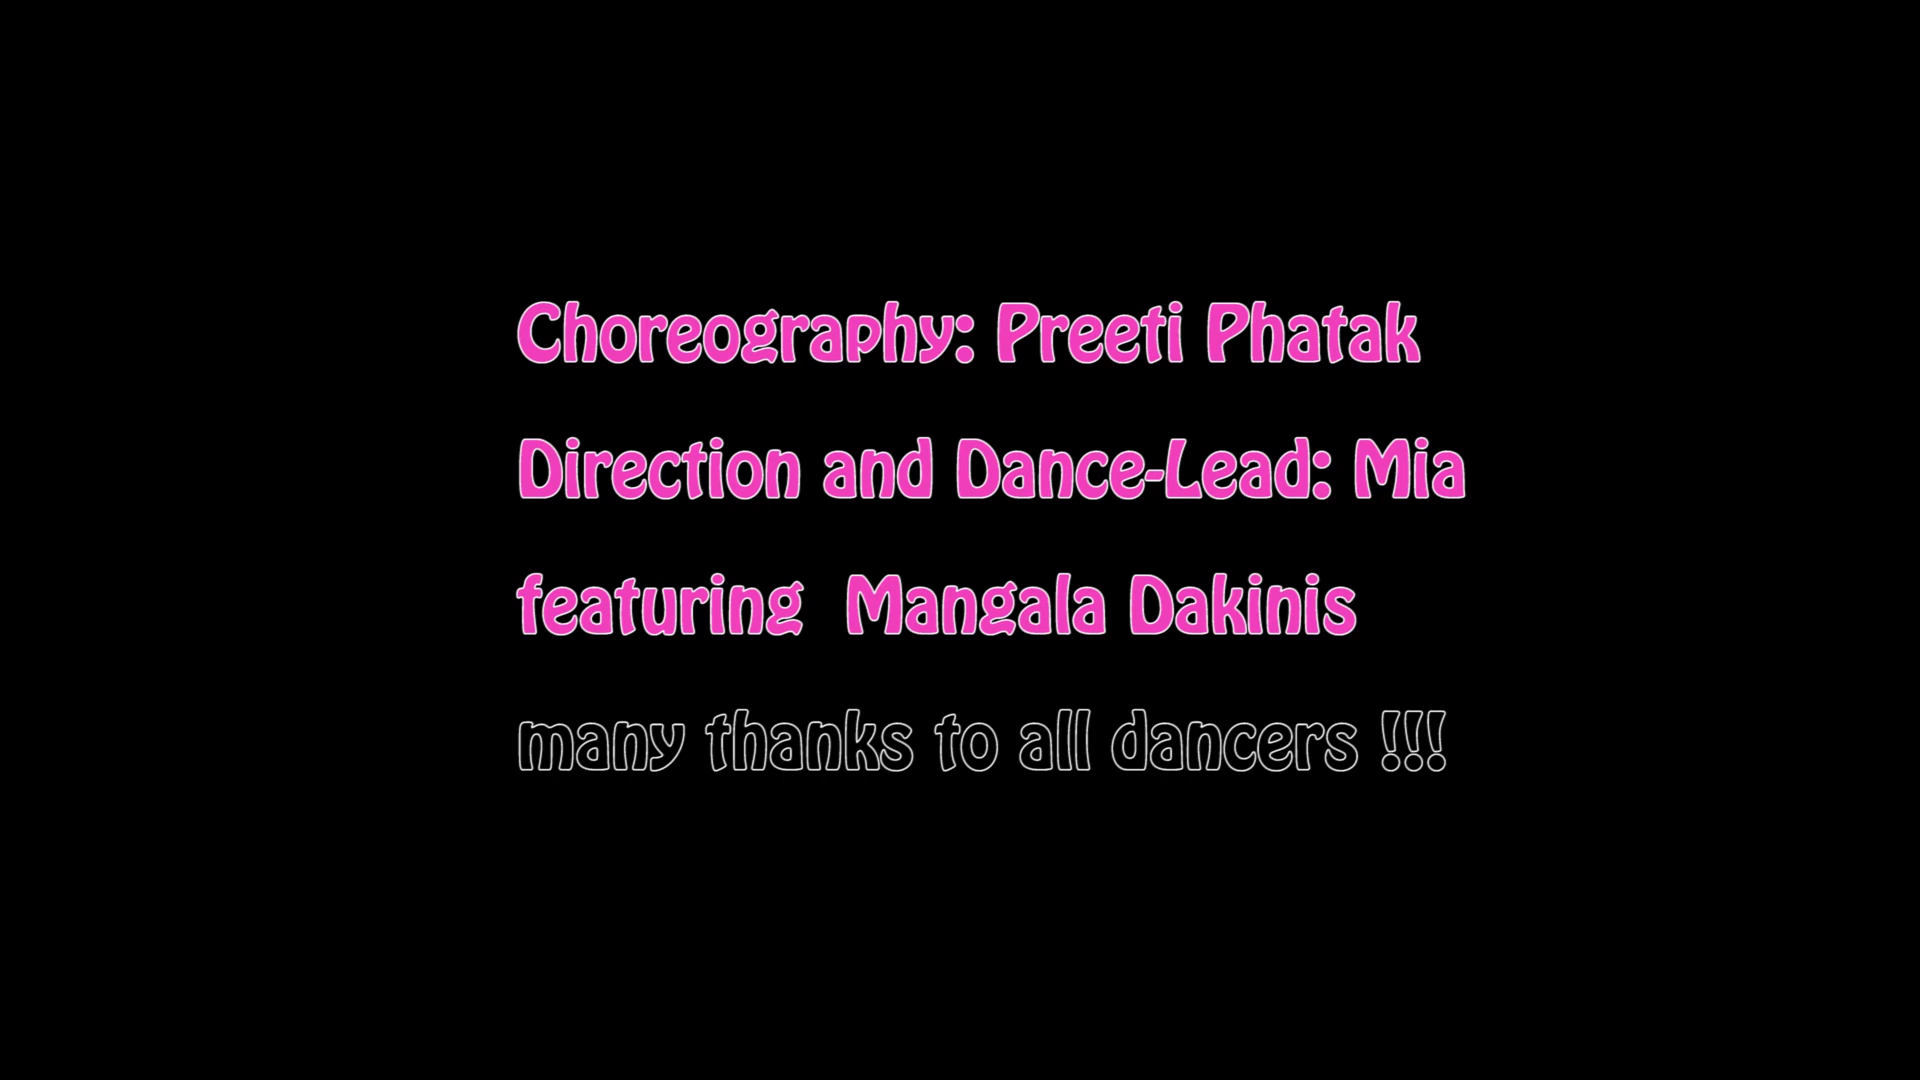 Choreography: Preeti Phatak
Direction and Dance-Lead: Mia
featuring  Mangala Dakinis
many thanks to all dancers !!!